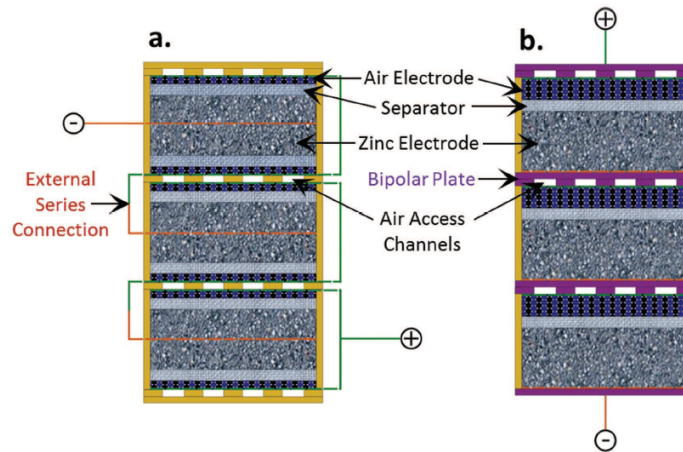 a.
b.
+
Air Electrode
Separator
−
Zinc Electrode
External
Series
Connection
Bipolar Plate
Air Access
Channels
+
−